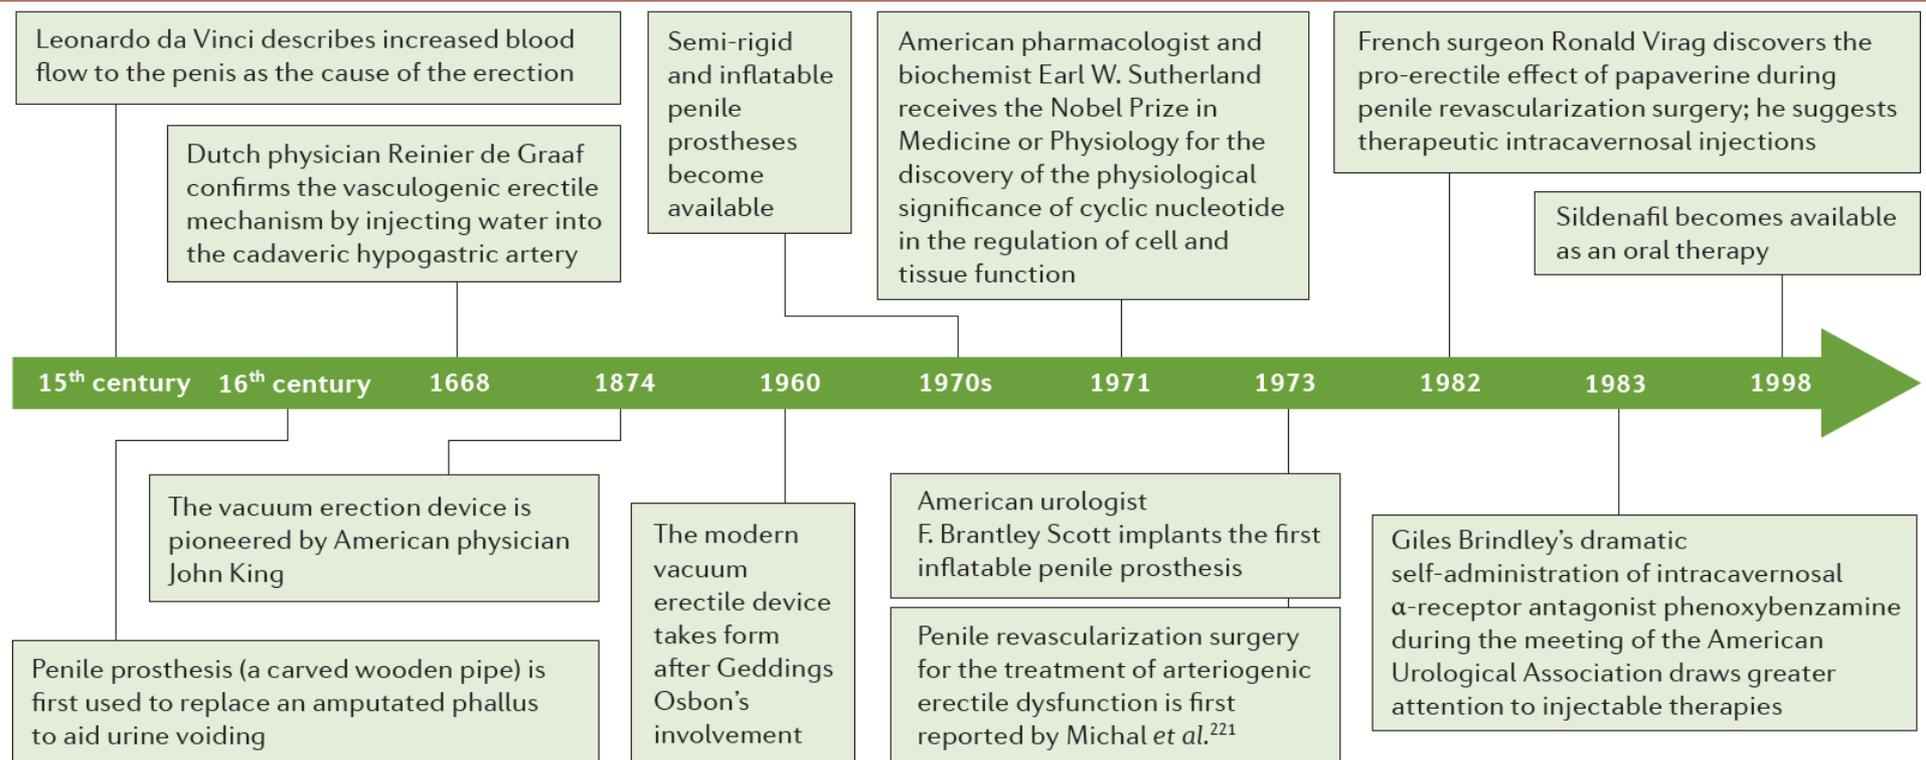 Leonardo da Vinci describes increased blood
flow to the penis as the cause of the erection
Dutch physician Reinier de Graaf
confirms the vasculogenic erectile
mechanism by injecting water into
the cadaveric hypogastric artery
Semi-rigid
and inflatable
penile
prostheses
become
available
American pharmacologist and
biochemist Earl W. Sutherland
receives the Nobel Prize in
Medicine or Physiology for the
discovery of the physiological
significance of cyclic nucleotide
in the regulation of cell and
tissue function
French surgeon Ronald Virag discovers the
pro-erectile effect of papaverine during
penile revascularization surgery; he suggests
therapeutic intracavernosal injections
Sildenafil becomes available
as an oral therapy
15th century 16th century 1668 1874 1960 1970s 1971 1973 1982 1983 1998
The vacuum erection device is
pioneered by American physician
John King
Penile prosthesis (a carved wooden pipe) is
first used to replace an amputated phallus
to aid urine voiding
The modern
vacuum
erectile device
takes form
after Geddings
Osbon's
involvement
American urologist
F. Brantley Scott implants the first
inflatable penile prosthesis
Penile revascularization surgery
for the treatment of arteriogenic
erectile dysfunction is first
reported by Michal et al.221
Giles Brindley's dramatic
self-administration of intracavernosal
α-receptor antagonist phenoxybenzamine
during the meeting of the American
Urological Association draws greater
attention to injectable therapies